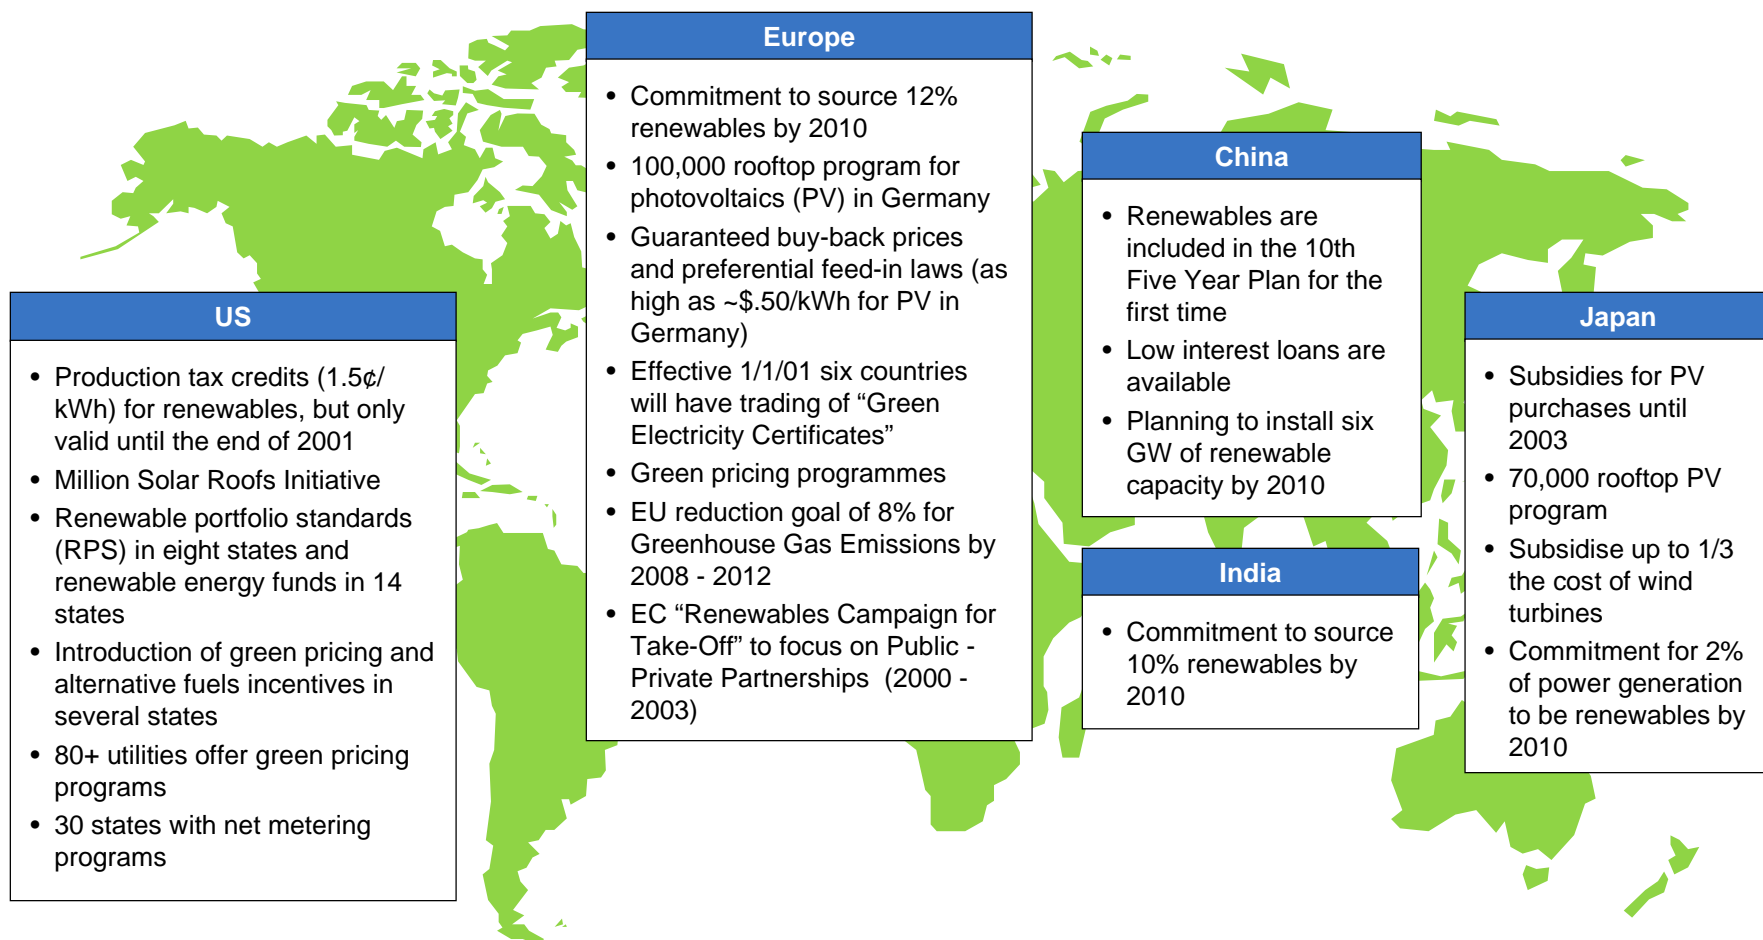 Europe
• Commitment to source 12%
renewables by 2010
• 100,000 rooftop program for
photovoltaics (PV) in Germany
• Guaranteed buy-back prices
and preferential feed-in laws (as
high as ~$.50/kWh for PV in
Germany)
• Effective 1/1/01 six countries
will have trading of “Green
Electricity Certificates”
• Green pricing programmes
• EU reduction goal of 8% for
Greenhouse Gas Emissions by
2008 - 2012
• EC “Renewables Campaign for
Take-Off” to focus on Public -
Private Partnerships (2000 -
2003)
China
• Renewables are
included in the 10th
Five Year Plan for the
first time
• Low interest loans are
available
• Planning to install six
GW of renewable
capacity by 2010
US
• Production tax credits (1.5¢/
kWh) for renewables, but only
valid until the end of 2001
• Million Solar Roofs Initiative
• Renewable portfolio standards
(RPS) in eight states and
renewable energy funds in 14
states
• Introduction of green pricing and
alternative fuels incentives in
several states
• 80+ utilities offer green pricing
programs
• 30 states with net metering
programs
Japan
• Subsidies for PV
purchases until
2003
• 70,000 rooftop PV
program
• Subsidise up to 1/3
the cost of wind
turbines
• Commitment for 2%
of power generation
to be renewables by
2010
India
• Commitment to source
10% renewables by
2010